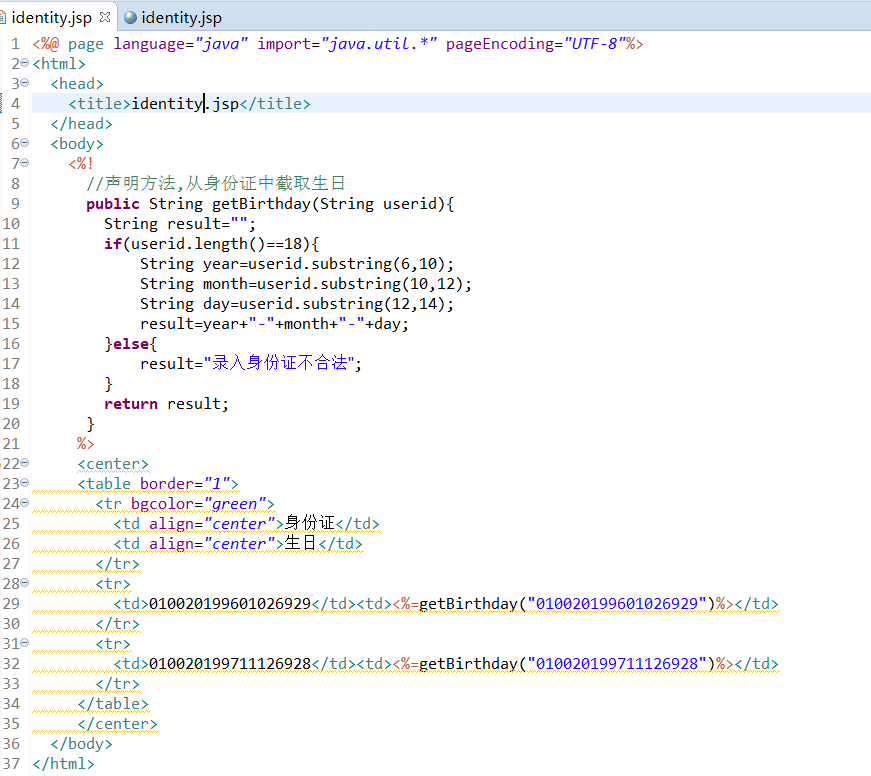 identity.jsp identity.jsp
1 <%@ page language="java" import="java.util.*" pageEncoding="UTF-8"%>
2 <html>
3   <head>
4     <title>identity.jsp</title>
5   </head>
6   <body>
7     <%!
8       //声明方法,从身份证中截取生日
9       public String getBirthday(String userid){
10         String result="";
11         if(userid.length()==18){
12             String year=userid.substring(6,10);
13             String month=userid.substring(10,12);
14             String day=userid.substring(12,14);
15             result=year+"-"+month+"-"+day;
16         }else{
17             result="录入身份证不合法";
18         }
19         return result;
20       }
21      %>
22      <center>
23      <table border="1">
24        <tr bgcolor="green">
25          <td align="center">身份证</td>
26          <td align="center">生日</td>
27        </tr>
28        <tr>
29          <td>010020199601026929</td><td><%=getBirthday("010020199601026929")%></td>
30        </tr>
31        <tr>
32          <td>010020199711126928</td><td><%=getBirthday("010020199711126928")%></td>
33        </tr>
34      </table>
35      </center>
36   </body>
37 </html>